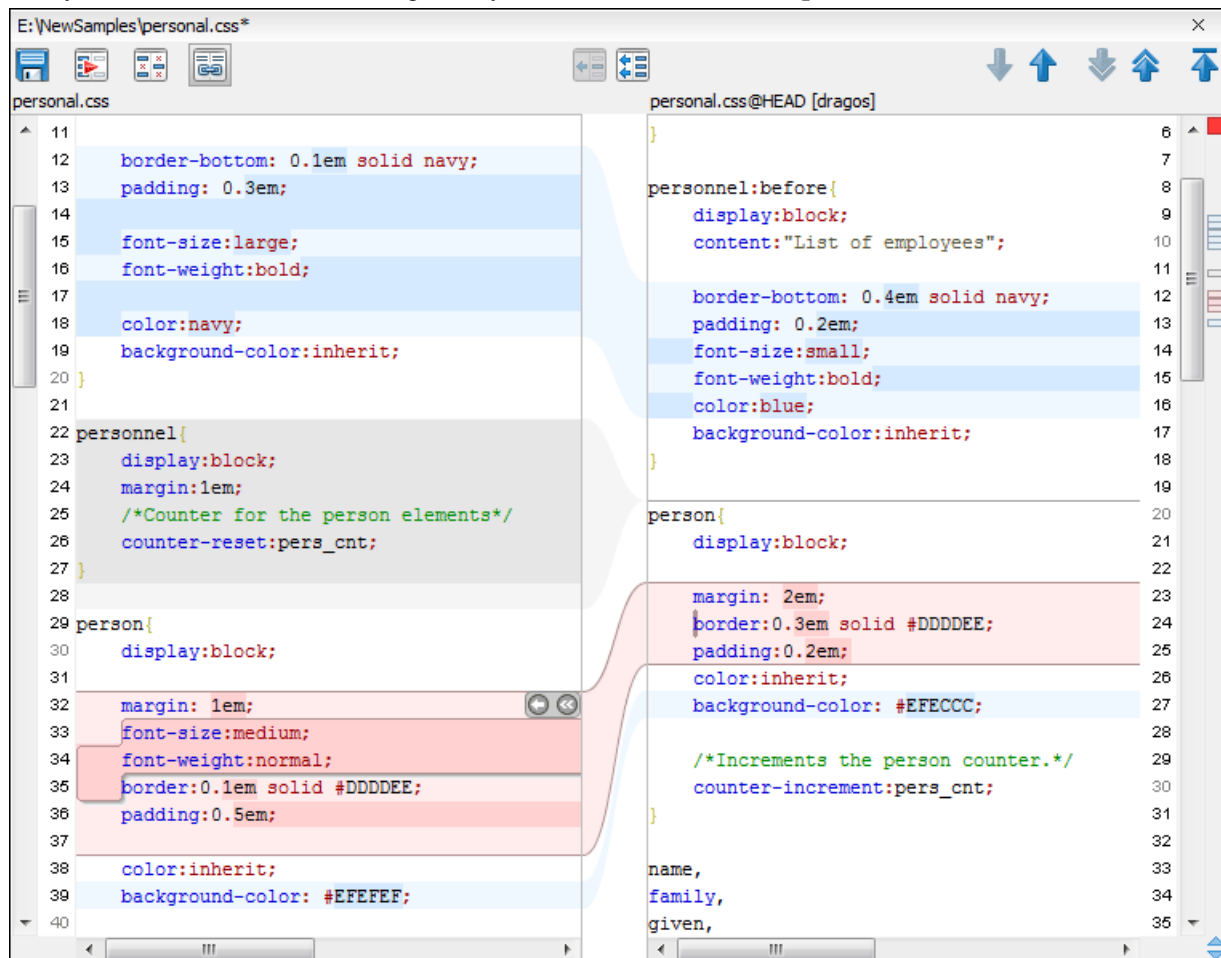 E:\NewSamples\personal.css*
personal.css
11
12 border-bottom: 0.1em solid navy;
13 padding: 0.3em;
14
15 font-size:large;
16 font-weight:bold;
17
18 color:navy;
19 background-color:inherit;
20 }
21
22 personnel{
23 display:block;
24 margin:1em;
25 /*Counter for the person elements*/
26 counter-reset:pers_cnt;
27 }
28
29 person{
30 display:block;
31
32 margin: 1em;
33 font-size:medium;
34 font-weight:normal;
35 border:0.1em solid #DDDDEE;
36 padding:0.5em;
37
38 color:inherit;
39 background-color: #EFEFEF;
40
personal.css@HEAD [dragos]
} 6
7
personnel:before{ 8
display:block; 9
content:"List of employees"; 10
11
border-bottom: 0.4em solid navy; 12
padding: 0.2em; 13
font-size:small; 14
font-weight:bold; 15
color:blue; 16
background-color:inherit; 17
} 18
19
person{ 20
display:block; 21
22
margin: 2em; 23
border:0.3em solid #DDDDEE; 24
padding:0.2em; 25
color:inherit; 26
background-color: #EFECCC; 27
28
/*Increments the person counter.*/ 29
counter-increment:pers_cnt; 30
} 31
32
name, 33
family, 34
given, 35